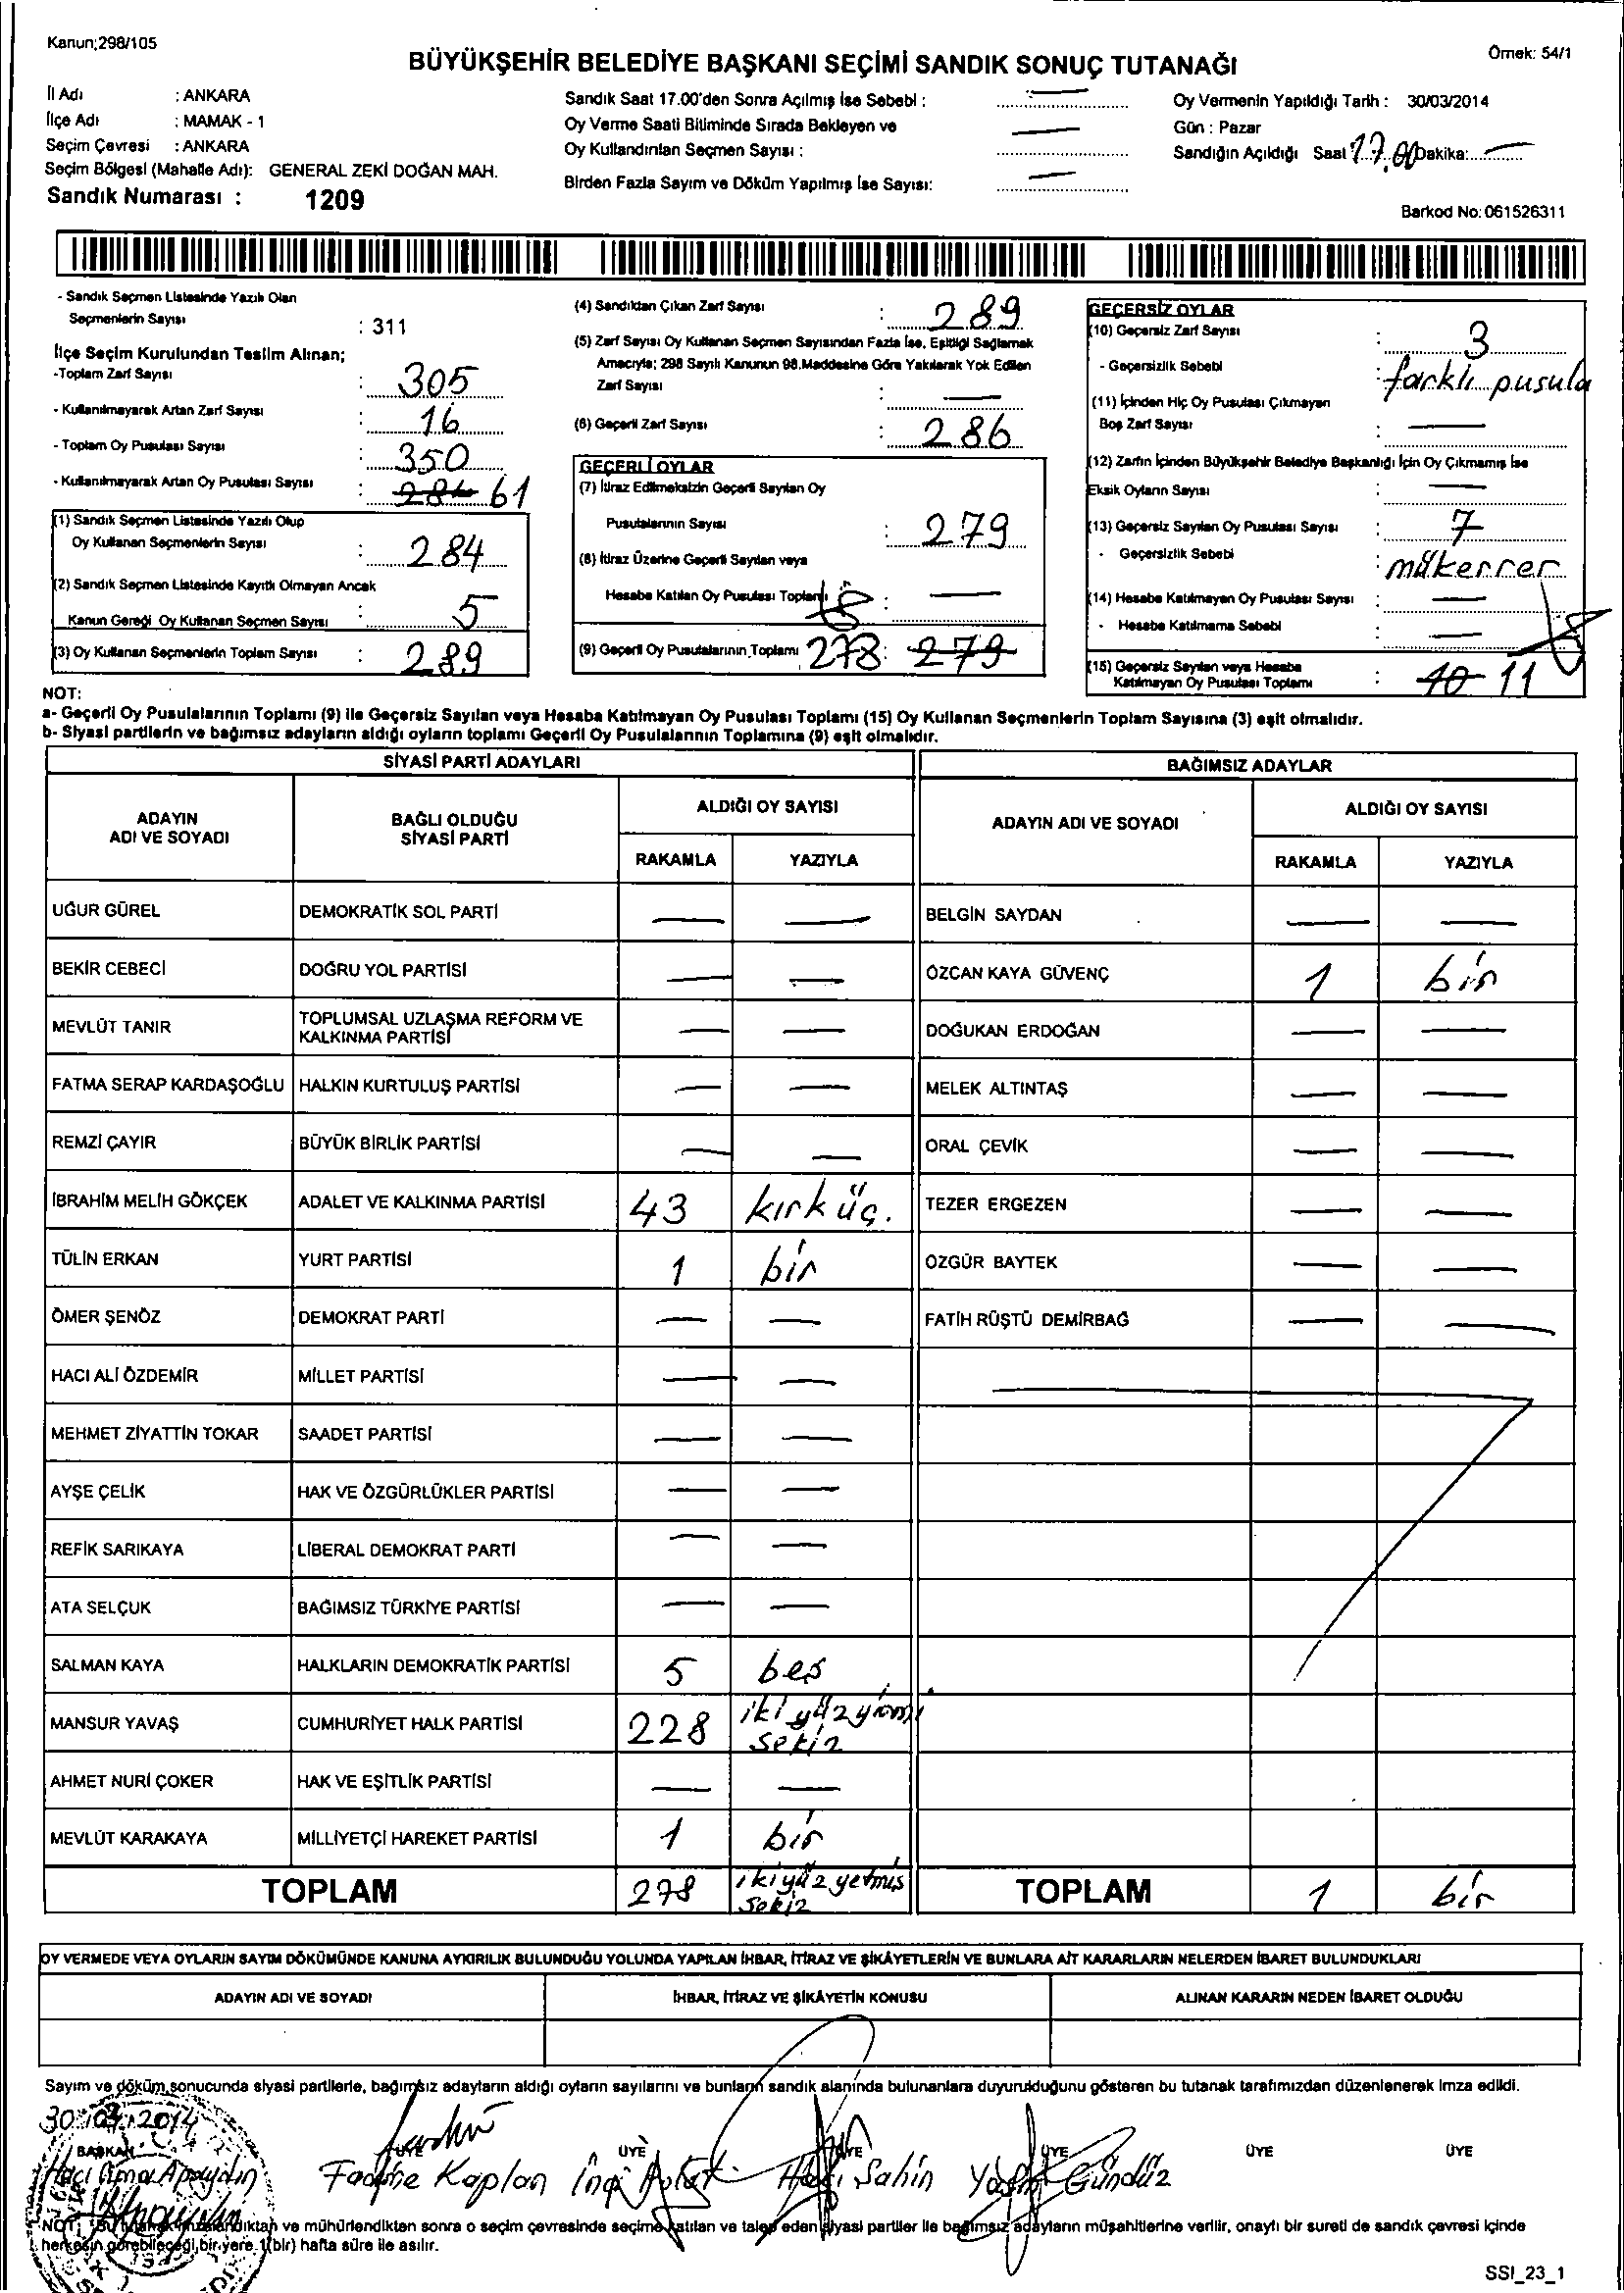 Kanun;298/105
Örnek: 54/1
BÜYÜKŞEHİR BELEDİYE BAŞKANI SEÇİMİ SANDIK SONUÇ TUTANAĞI
İl Adı : ANKARA
İlçe Adı : MAMAK - 1
Seçim Çevresi : ANKARA
Seçim Bölgesi (Mahalle Adı): GENERAL ZEKİ DOĞAN MAH.
Sandık Numarası : 1209
Sandık Saat 17.00'den Sonra Açılmış İse Sebebi : —
Oy Verme Saati Bitiminde Sırada Bekleyen ve
Oy Kullandırılan Seçmen Sayısı : —
Birden Fazla Sayım ve Döküm Yapılmış İse Sayısı: —
Oy Vermenin Yapıldığı Tarih : 30/03/2014
Gün : Pazar
Sandığın Açıldığı Saat 17.00 Dakika: —
Barkod No: 061526311
- Sandık Seçmen Listesinde Yazılı Olan
Seçmenlerin Sayısı : 311
İlçe Seçim Kurulundan Teslim Alınan;
-Toplam Zarf Sayısı : 305
- Kullanılmayarak Artan Zarf Sayısı : 16
- Toplam Oy Pusulası Sayısı : 350
- Kullanılmayarak Artan Oy Pusulası Sayısı : 284 61
(1) Sandık Seçmen Listesinde Yazılı Olup
Oy Kullanan Seçmenlerin Sayısı : 284
(2) Sandık Seçmen Listesinde Kayıtlı Olmayan Ancak
Kanun Gereği Oy Kullanan Seçmen Sayısı : 5
(3) Oy Kullanan Seçmenlerin Toplam Sayısı : 289
(4) Sandıktan Çıkan Zarf Sayısı : 289
(5) Zarf Sayısı Oy Kullanan Seçmen Sayısından Fazla İse, Eşitliği Sağlamak
Amacıyla; 298 Sayılı Kanunun 98.Maddesine Göre Yakılarak Yok Edilen
Zarf Sayısı : —
(6) Geçerli Zarf Sayısı : 286
GEÇERLİ OYLAR
(7) İtiraz Edilmeksizin Geçerli Sayılan Oy
Pusulalarının Sayısı : 279
(8) İtiraz Üzerine Geçerli Sayılan veya
Hesaba Katılan Oy Pusulası Toplamı : —
(9) Geçerli Oy Pusulalarının Toplamı 278 : 279
GEÇERSİZ OYLAR
(10) Geçersiz Zarf Sayısı : 3
- Geçersizlik Sebebi : farklı pusula
(11) İçinden Hiç Oy Pusulası Çıkmayan
Boş Zarf Sayısı : —
(12) Zarfın İçinden Büyükşehir Belediye Başkanlığı İçin Oy Çıkmamış İse
Eksik Oyların Sayısı : —
(13) Geçersiz Sayılan Oy Pusulası Sayısı : 7
- Geçersizlik Sebebi : mükerrer
(14) Hesaba Katılmayan Oy Pusulası Sayısı : —
- Hesaba Katılmama Sebebi : —
(15) Geçersiz Sayılan veya Hesaba
Katılmayan Oy Pusulası Toplamı : 10 11
NOT:
a- Geçerli Oy Pusulalarının Toplamı (9) ile Geçersiz Sayılan veya Hesaba Katılmayan Oy Pusulası Toplamı (15) Oy Kullanan Seçmenlerin Toplam Sayısına (3) eşit olmalıdır.
b- Siyasi partilerin ve bağımsız adayların aldığı oyların toplamı Geçerli Oy Pusulalarının Toplamına (9) eşit olmalıdır.
SİYASİ PARTİ ADAYLARI
ADAYIN ADI VE SOYADI BAĞLI OLDUĞU SİYASİ PARTİ ALDIĞI OY SAYISI
RAKAMLA YAZIYLA
UĞUR GÜREL DEMOKRATİK SOL PARTİ — —
BEKİR CEBECİ DOĞRU YOL PARTİSİ — —
MEVLÜT TANIR TOPLUMSAL UZLAŞMA REFORM VE KALKINMA PARTİSİ — —
FATMA SERAP KARDAŞOĞLU HALKIN KURTULUŞ PARTİSİ — —
REMZİ ÇAYIR BÜYÜK BİRLİK PARTİSİ — —
İBRAHİM MELİH GÖKÇEK ADALET VE KALKINMA PARTİSİ 43 kırk üç.
TÜLİN ERKAN YURT PARTİSİ 1 bir
ÖMER ŞENÖZ DEMOKRAT PARTİ — —
HACI ALİ ÖZDEMİR MİLLET PARTİSİ — —
MEHMET ZİYATTİN TOKAR SAADET PARTİSİ — —
AYŞE ÇELİK HAK VE ÖZGÜRLÜKLER PARTİSİ — —
REFİK SARIKAYA LİBERAL DEMOKRAT PARTİ — —
ATA SELÇUK BAĞIMSIZ TÜRKİYE PARTİSİ — —
SALMAN KAYA HALKLARIN DEMOKRATİK PARTİSİ 5 beş
MANSUR YAVAŞ CUMHURİYET HALK PARTİSİ 228 iki yüz yirmi sekiz
AHMET NURİ ÇOKER HAK VE EŞİTLİK PARTİSİ — —
MEVLÜT KARAKAYA MİLLİYETÇİ HAREKET PARTİSİ 1 bir
TOPLAM 278 iki yüz yetmiş sekiz
BAĞIMSIZ ADAYLAR
ADAYIN ADI VE SOYADI ALDIĞI OY SAYISI
RAKAMLA YAZIYLA
BELGİN SAYDAN — —
ÖZCAN KAYA GÜVENÇ 1 bir
DOĞUKAN ERDOĞAN — —
MELEK ALTINTAŞ — —
ORAL ÇEVİK — —
TEZER ERGEZEN — —
ÖZGÜR BAYTEK — —
FATİH RÜŞTÜ DEMİRBAĞ — —
TOPLAM 1 bir
OY VERMEDE VEYA OYLARIN SAYIM DÖKÜMÜNDE KANUNA AYKIRILIK BULUNDUĞU YOLUNDA YAPILAN İHBAR, İTİRAZ VE ŞİKÂYETLERİN VE BUNLARA AİT KARARLARIN NELERDEN İBARET BULUNDUKLARI
ADAYIN ADI VE SOYADI İHBAR, İTİRAZ VE ŞİKÂYETİN KONUSU ALINAN KARARIN NEDEN İBARET OLDUĞU
Sayım ve döküm sonucunda siyasi partilerle, bağımsız adayların aldığı oyların sayılarını ve bunların sandık alanında bulunanlara duyurulduğunu gösteren bu tutanak tarafımızdan düzenlenerek imza edildi.
30.03.2014
BAŞKAN ÜYE ÜYE ÜYE ÜYE ÜYE ÜYE
Apaydın Kaplan Şahin Gündüz
NOT: Bu tutanak imzalandıktan ve mühürlendikten sonra o seçim çevresinde seçime katılan ve talep eden siyasi partiler ile bağımsız adayların müşahitlerine verilir, onaylı bir sureti de sandık çevresi içinde
herkesin görebileceği bir yere 1(bir) hafta süre ile asılır.
SSI_23_1